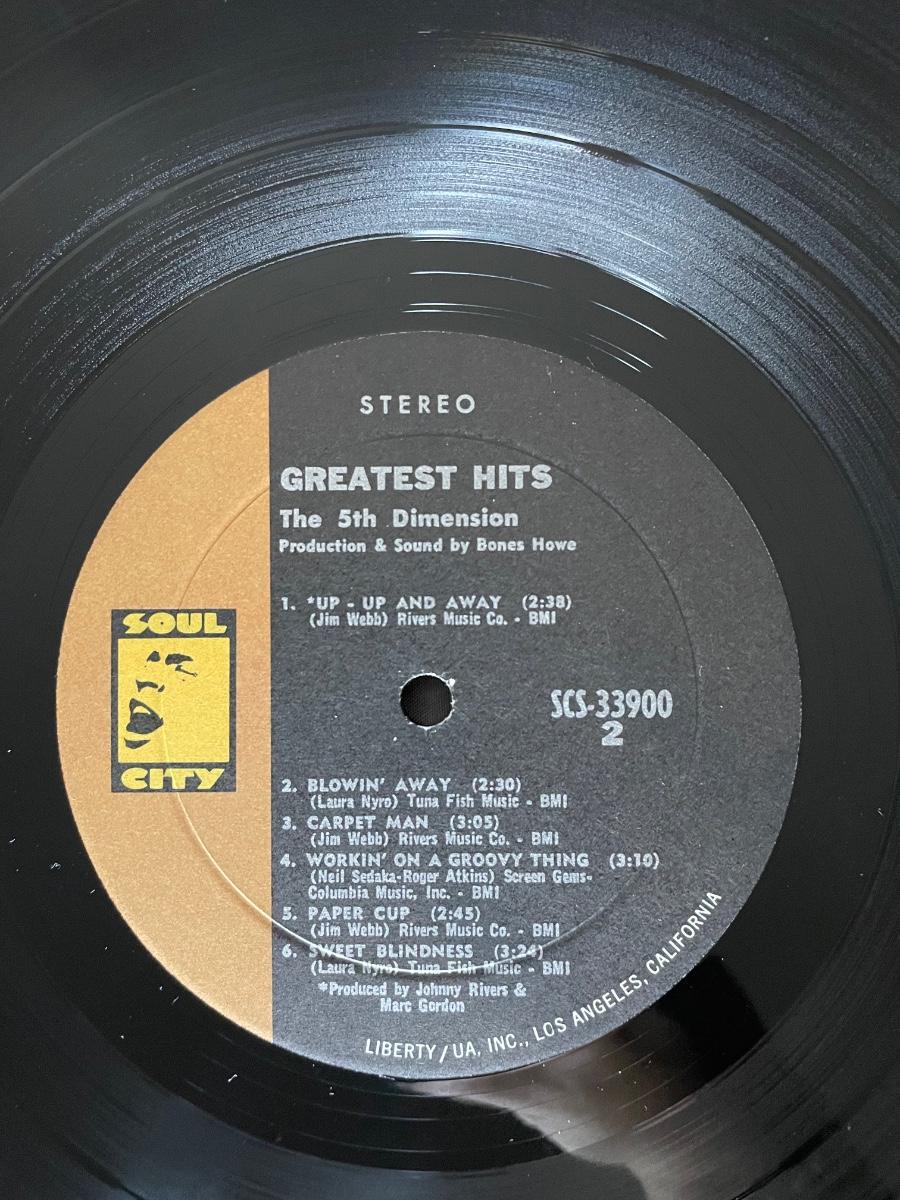 STEREO
GREATEST HITS
The 5th Dimension
Production & Sound by Bones Howe
1. *UP - UP AND AWAY (2:38)
(Jim Webb) Rivers Music Co. - BMI
SOUL
CITY
SCS-33900
2
2. BLOWIN' AWAY (2:30)
(Laura Nyro) Tuna Fish Music - BMI
3. CARPET MAN (3:05)
(Jim Webb) Rivers Music Co. - BMI
4. WORKIN' ON A GROOVY THING (3:10)
(Neil Sedaka-Roger Atkins) Screen Gems-
Columbia Music, Inc. - BMI
5. PAPER CUP (2:45)
(Jim Webb) Rivers Music Co. - BMI
6. SWEET BLINDNESS (3:24)
(Laura Nyro) Tuna Fish Music - BMI
*Produced by Johnny Rivers &
Marc Gordon
LIBERTY/UA, INC., LOS ANGELES, CALIFORNIA